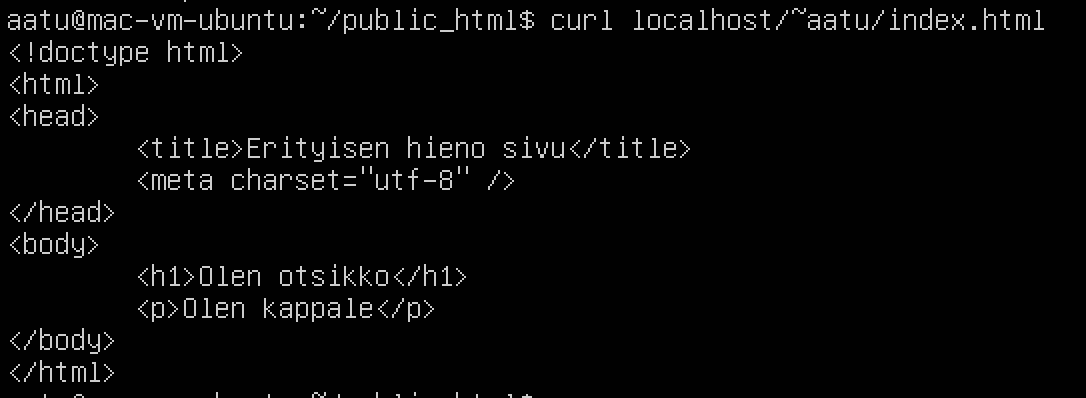 aatu@mac-vm-ubuntu:~/public_html$ curl localhost/~aatu/index.html
<!doctype html>
<html>
<head>
        <title>Erityisen hieno sivu</title>
        <meta charset="utf-8" />
</head>
<body>
        <h1>Olen otsikko</h1>
        <p>Olen kappale</p>
</body>
</html>